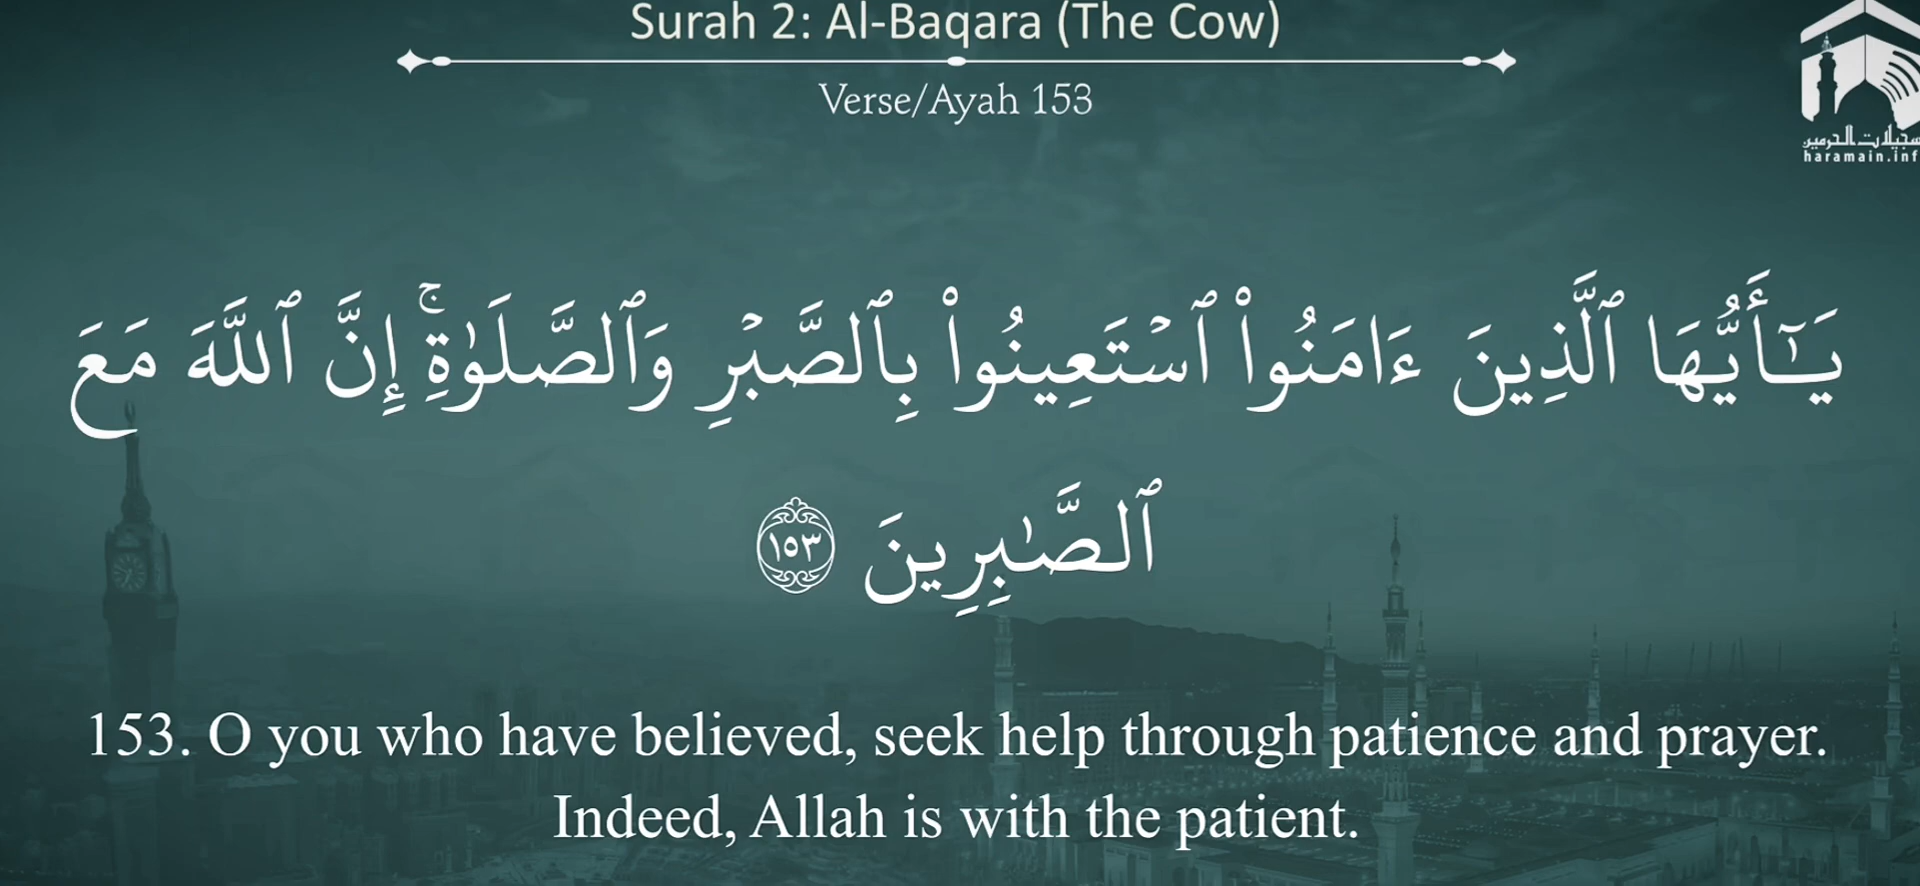 Surah 2: Al-Baqara (The Cow)
Verse/Ayah 153
تسجيلات الحرمين
haramain.inf
يَـٰٓأَيُّهَا ٱلَّذِينَ ءَامَنُوا۟ ٱسْتَعِينُوا۟ بِٱلصَّبْرِ وَٱلصَّلَوٰةِ ۚ إِنَّ ٱللَّهَ مَعَ
ٱلصَّـٰبِرِينَ ١٥٣
153. O you who have believed, seek help through patience and prayer.
Indeed, Allah is with the patient.